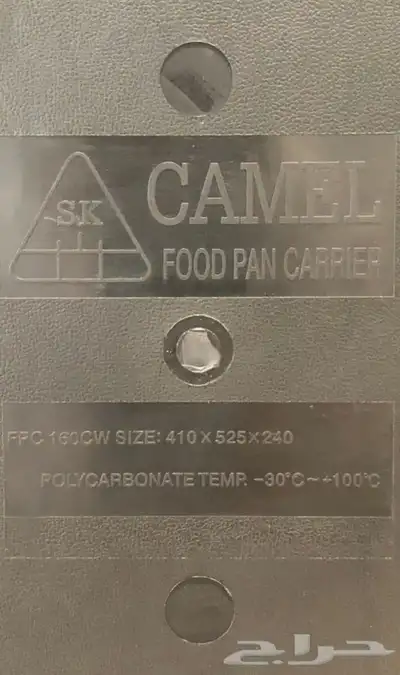 SK
CAMEL
FOOD PAN CARRIER
FPC 160CW SIZE: 410×525×240
POLYCARBONATE TEMP. -30°C~+100°C
حراج